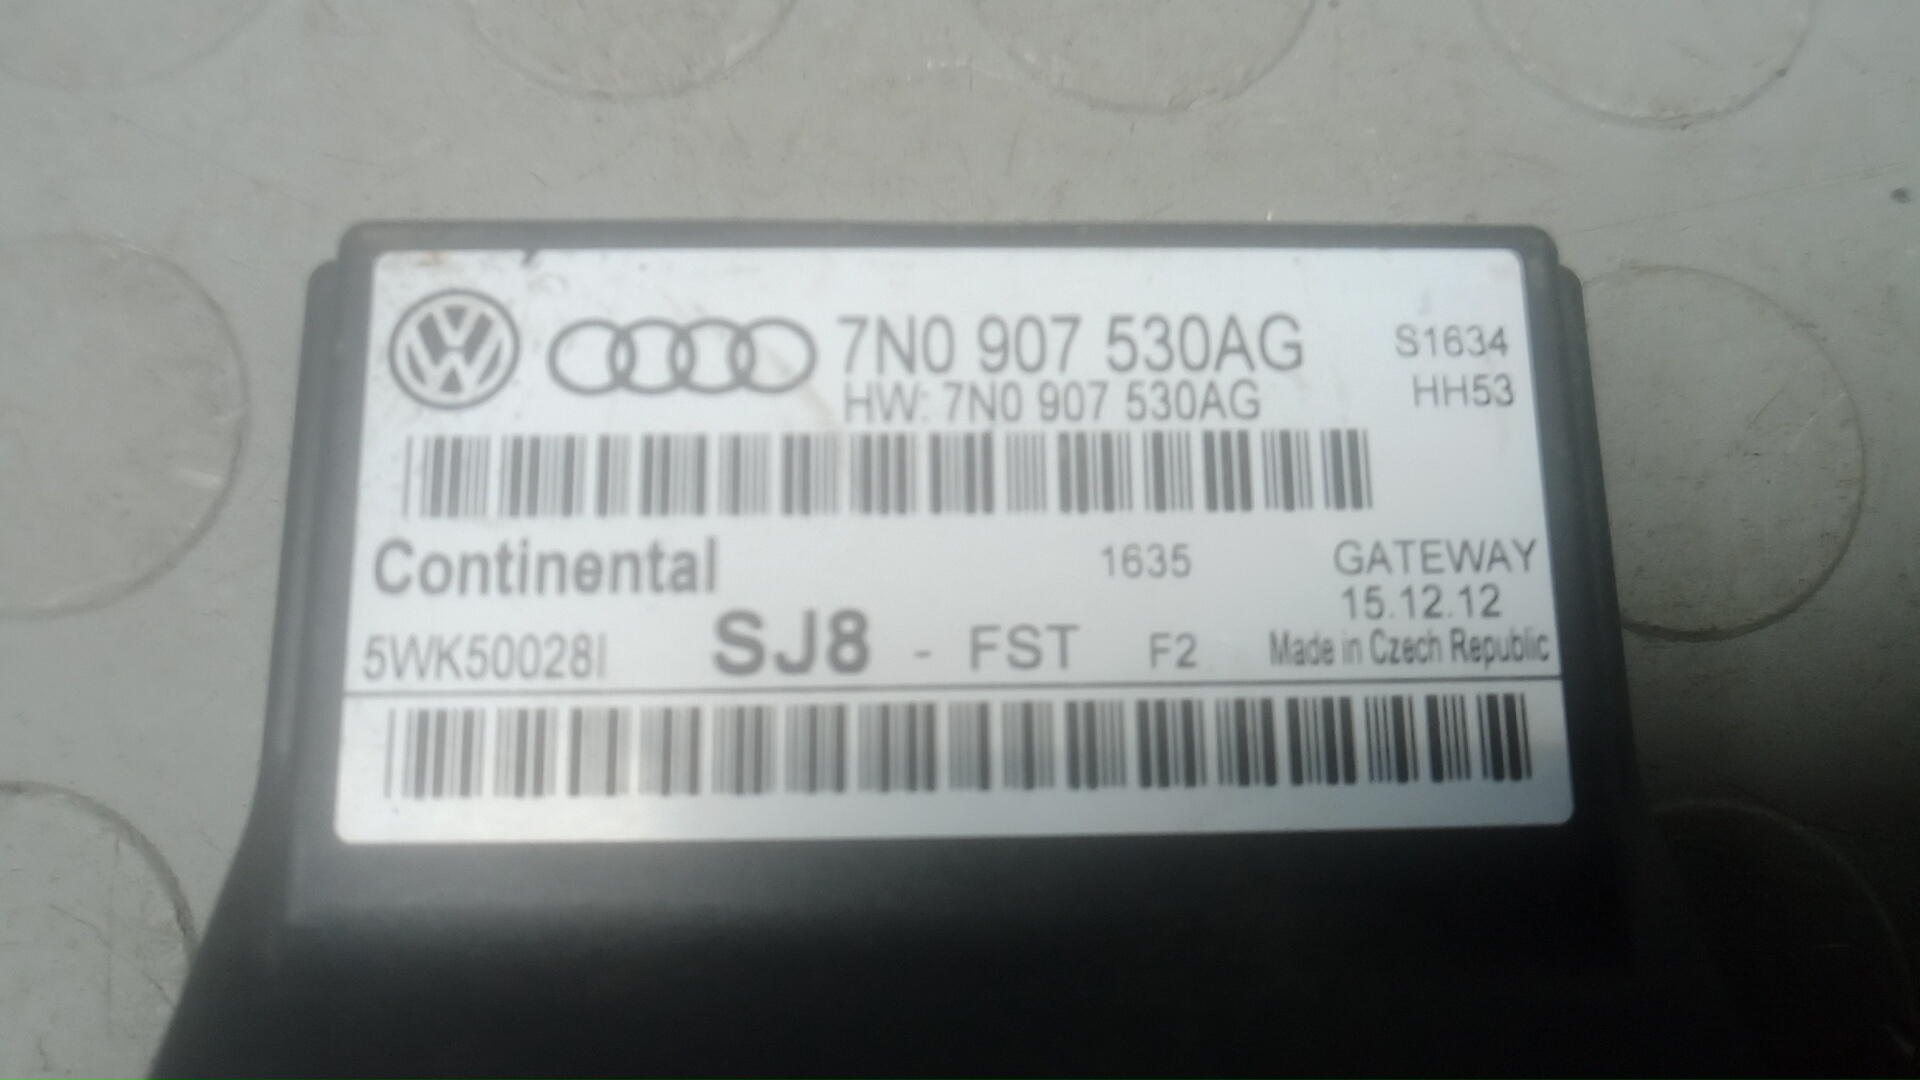 7N0 907 530AG S1634
HW: 7N0 907 530AG HH53
Continental 1635 GATEWAY
15.12.12
5WK50028I SJ8 - FST F2 Made in Czech Republic